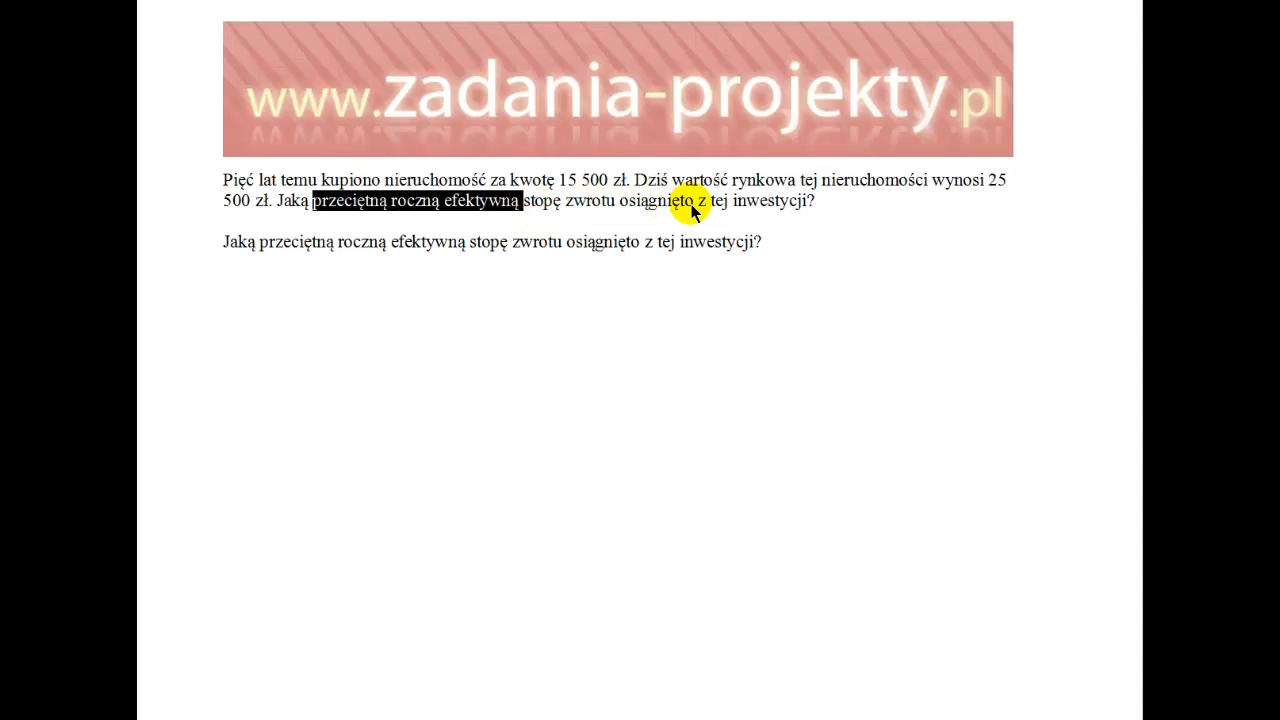 www.zadania-projekty.pl
Pięć lat temu kupiono nieruchomość za kwotę 15 500 zł. Dziś wartość rynkowa tej nieruchomości wynosi 25
500 zł. Jaką przeciętną roczną efektywną stopę zwrotu osiągnięto z tej inwestycji?
Jaką przeciętną roczną efektywną stopę zwrotu osiągnięto z tej inwestycji?